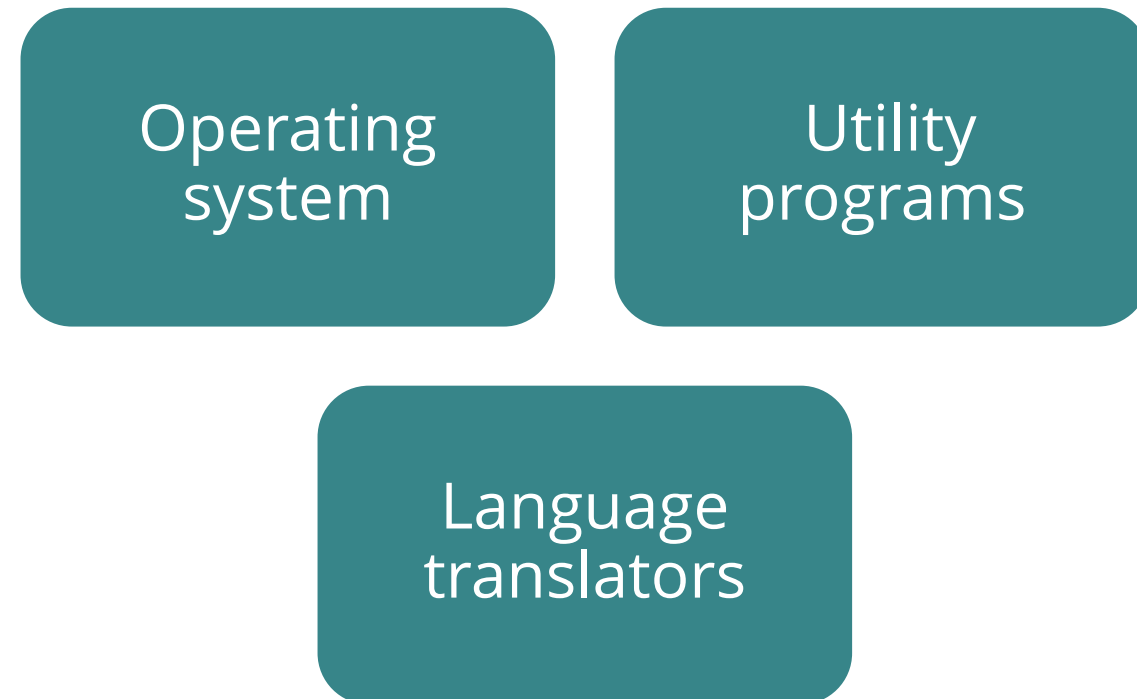 Operating
system
Utility
programs
Language
translators